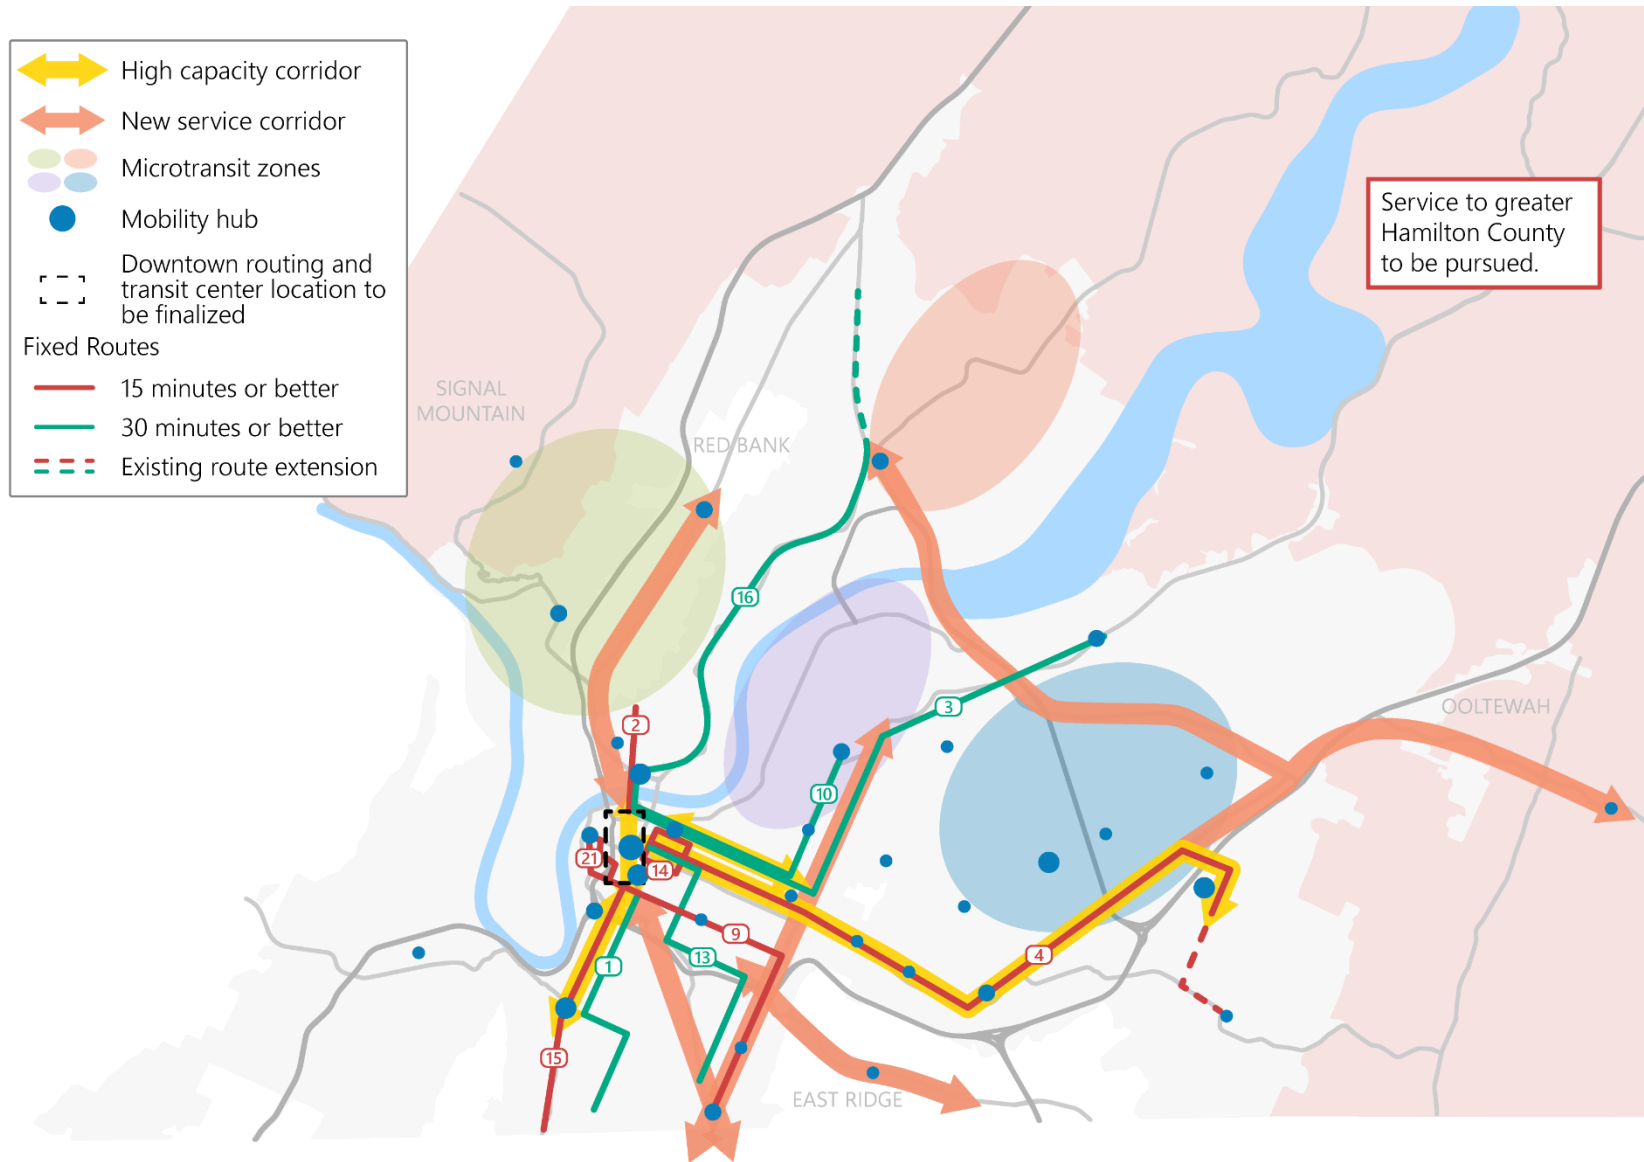 High capacity corridor
New service corridor
Microtransit zones
Mobility hub
Downtown routing and
transit center location to
be finalized
Fixed Routes
15 minutes or better
30 minutes or better
Existing route extension
Service to greater
Hamilton County
to be pursued.
SIGNAL
MOUNTAIN
RED BANK
16
OOLTEWAH
3
2
10
21
14
9
13
4
1
15
EAST RIDGE